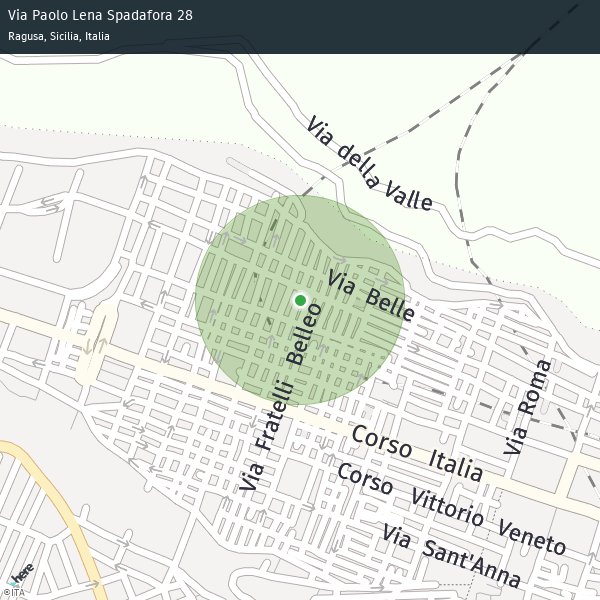 Via Paolo Lena Spadafora 28
Ragusa, Sicilia, Italia
Via della Valle
Via Belle
Via Fratelli Belleo
Via Roma
Corso Italia
Corso Vittorio Veneto
Via Sant'Anna
here
©ITA